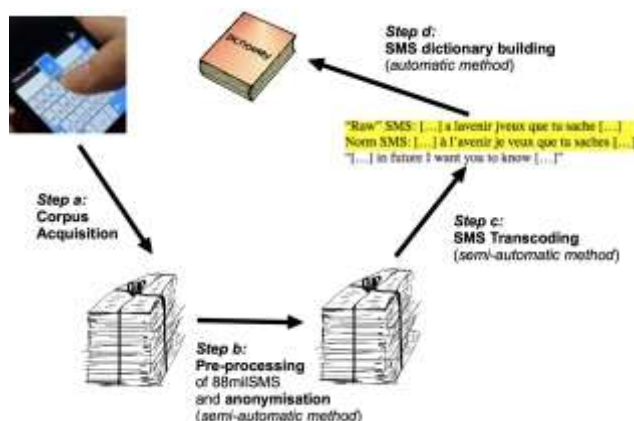 Step d:
SMS dictionary building
(automatic method)
DICTIONARY
"Raw" SMS: [...] a lavenir jveux que tu sache [...]
Norm SMS: [...] à l'avenir je veux que tu saches [...]
"[...] in future I want you to know [...]"
Step a:
Corpus
Acquisition
Step c:
SMS Transcoding
(semi-automatic method)
Step b:
Pre-processing
of 88milSMS
and anonymisation
(semi-automatic method)